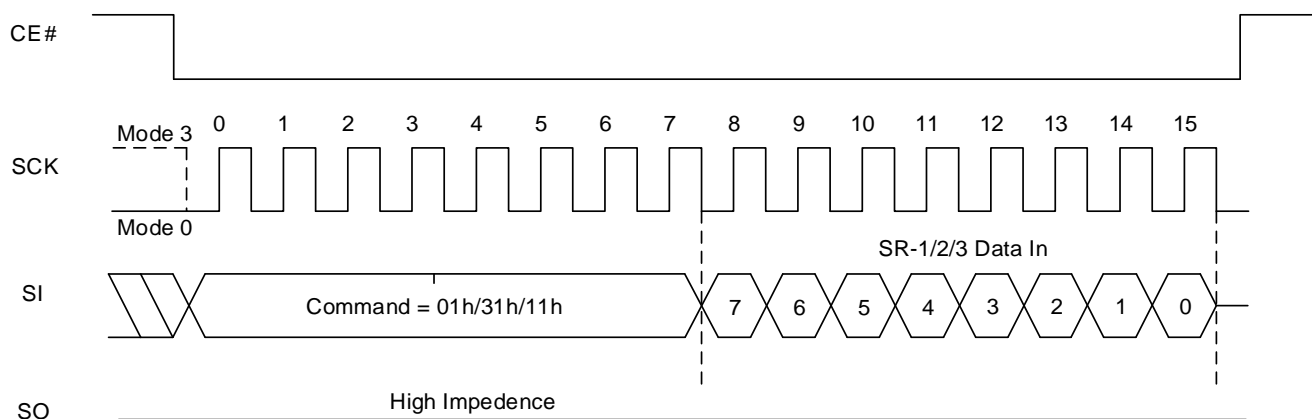 CE#
0 1 2 3 4 5 6 7 8 9 10 11 12 13 14 15
Mode 3
SCK
Mode 0
SR-1/2/3 Data In
SI
Command = 01h/31h/11h
7 6 5 4 3 2 1 0
High Impedence
SO